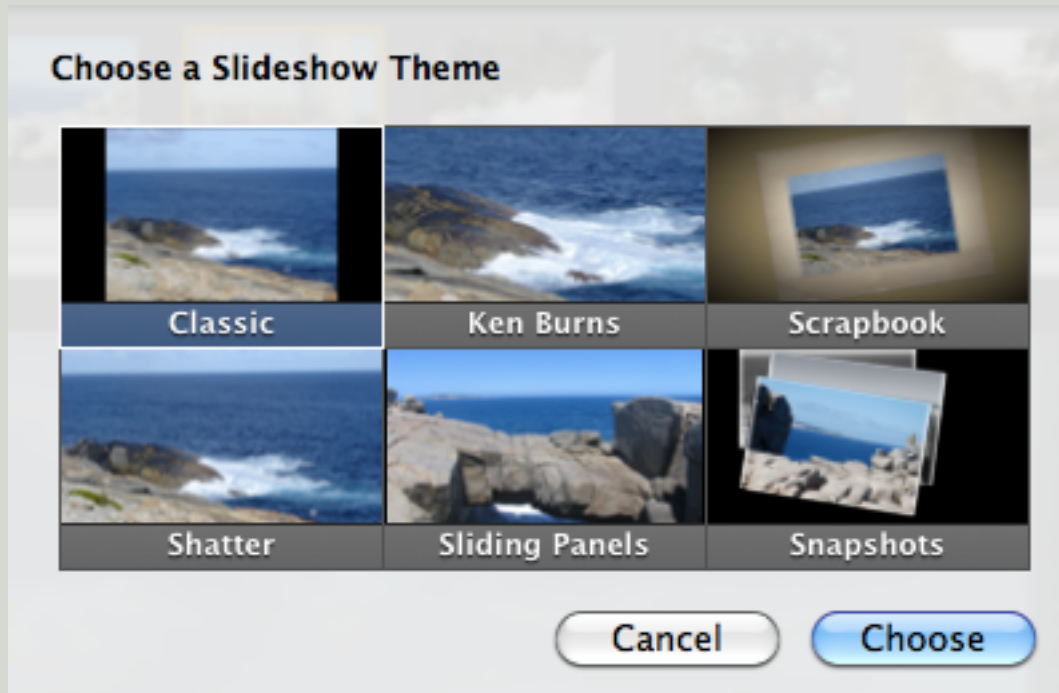 Choose a Slideshow Theme
Classic
Ken Burns
Scrapbook
Shatter
Sliding Panels
Snapshots
Cancel
Choose